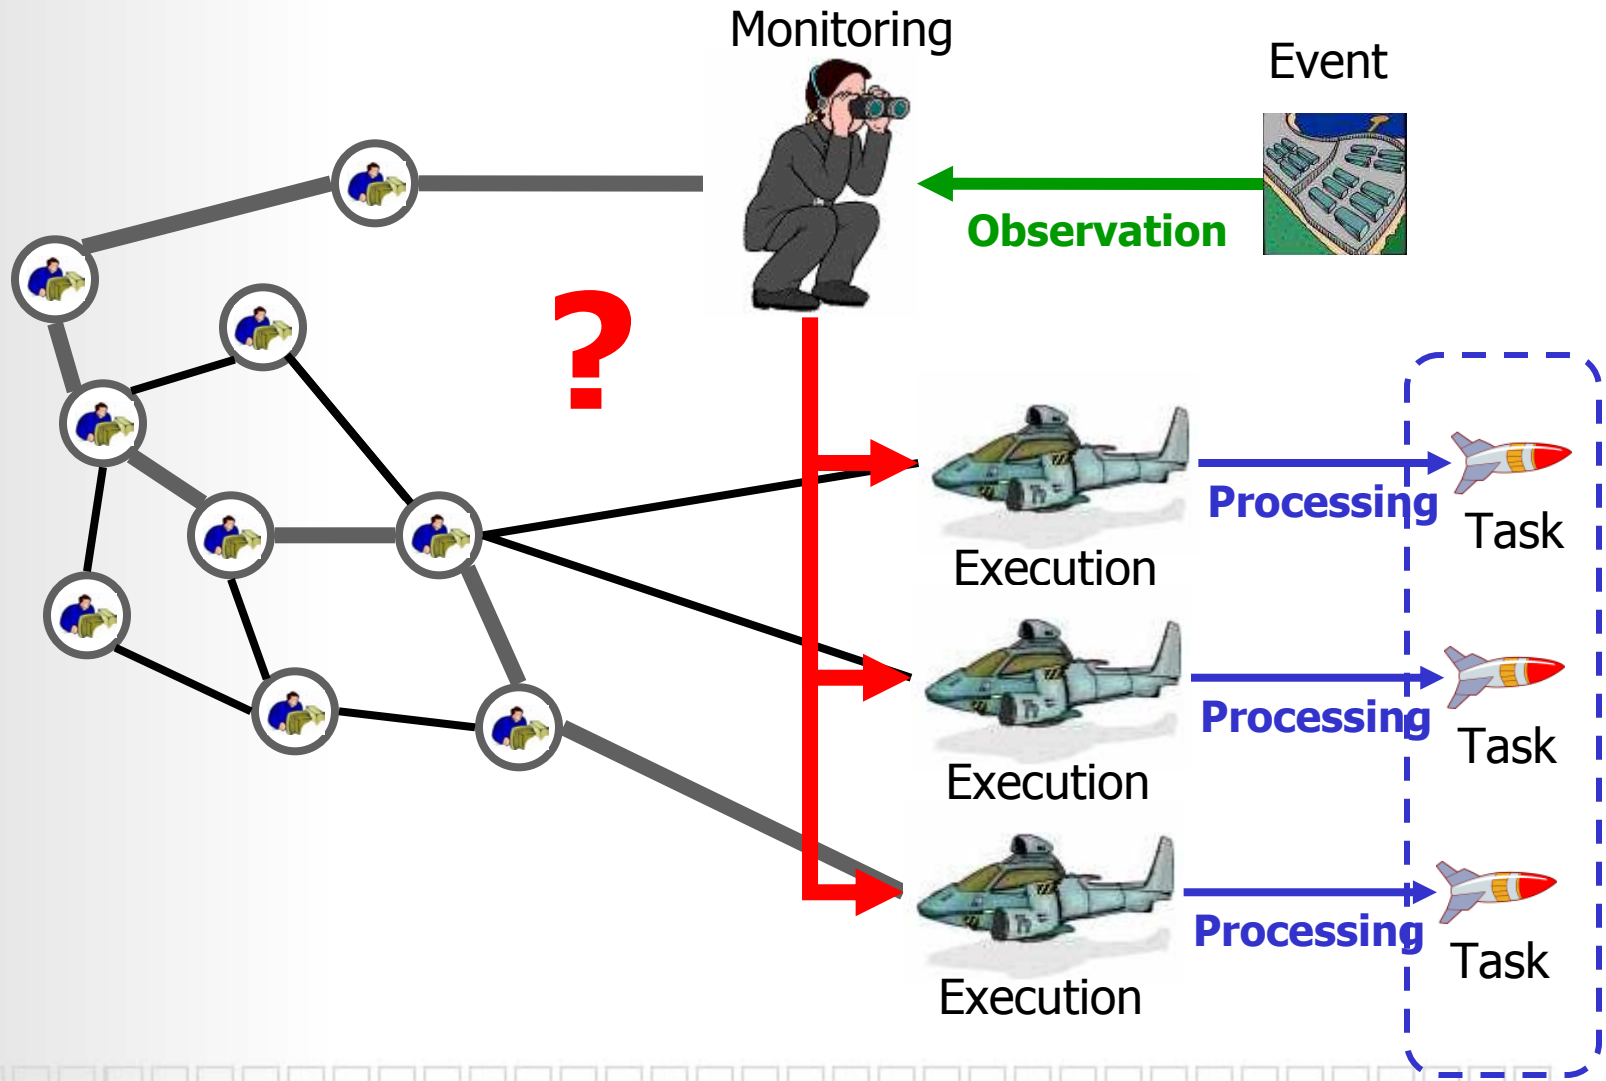 Monitoring
Event
Observation
?
Processing
Task
Execution
Processing
Task
Execution
Processing
Task
Execution